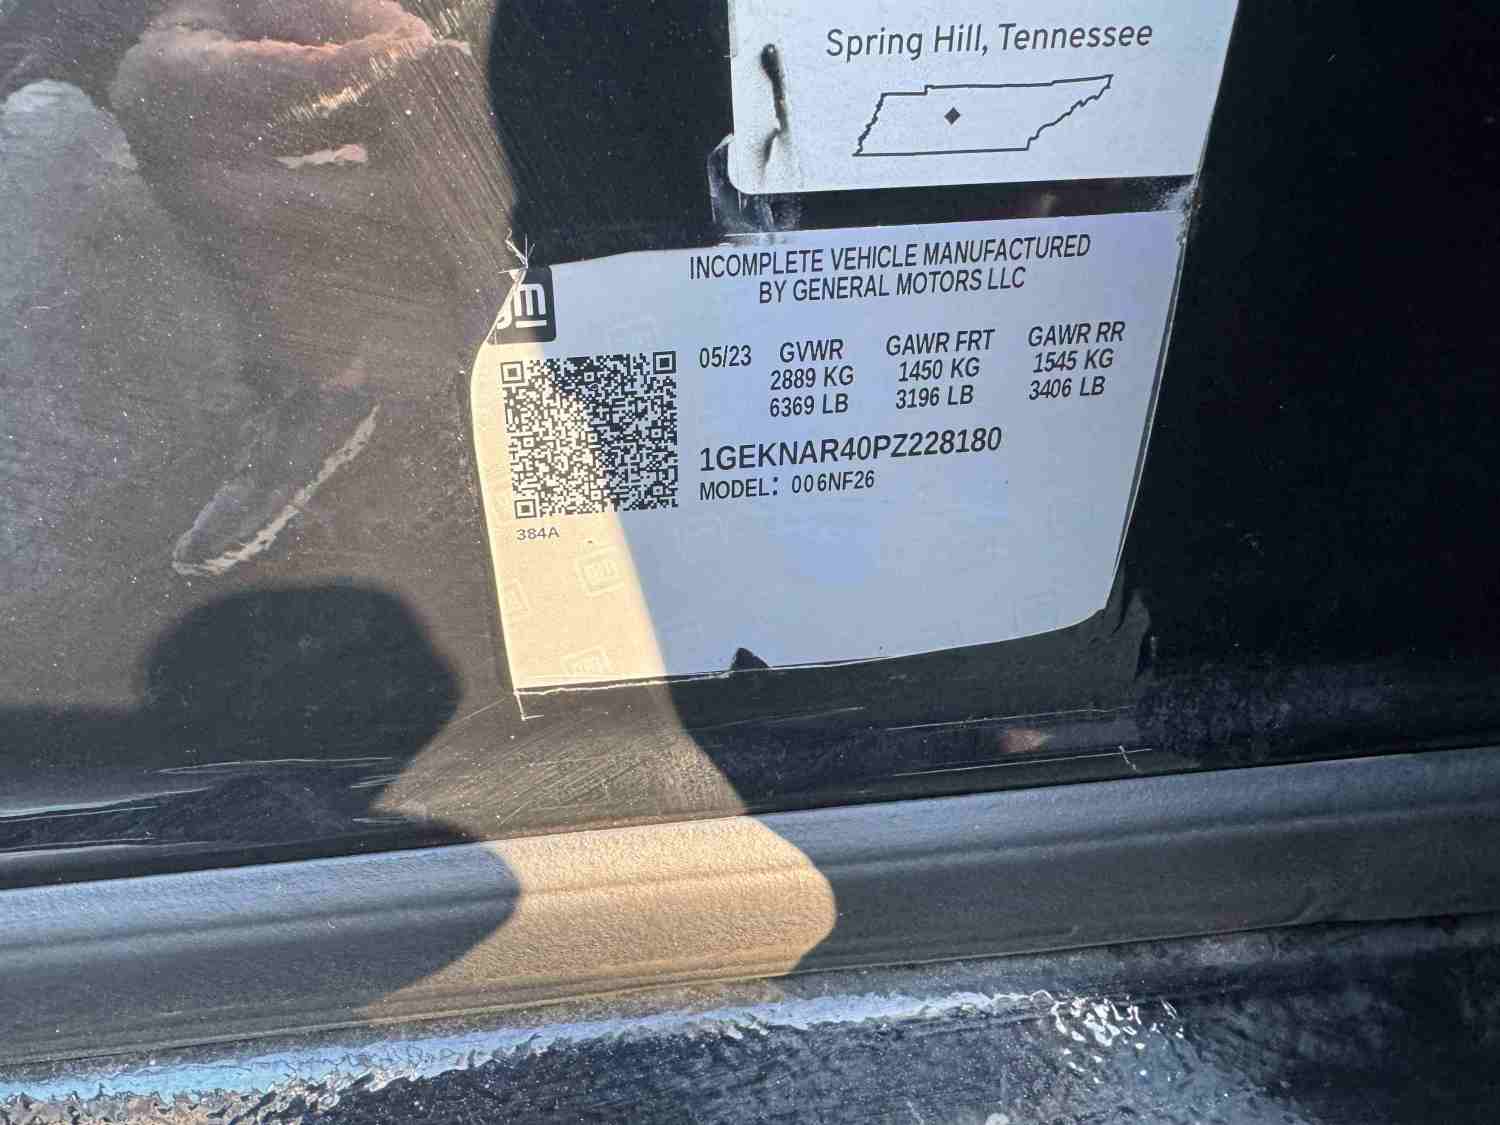 Spring Hill, Tennessee
INCOMPLETE VEHICLE MANUFACTURED
BY GENERAL MOTORS LLC
gm
05/23 GVWR GAWR FRT GAWR RR
2889 KG 1450 KG 1545 KG
6369 LB 3196 LB 3406 LB
1GEKNAR40PZ228180
MODEL: 006NF26
384A